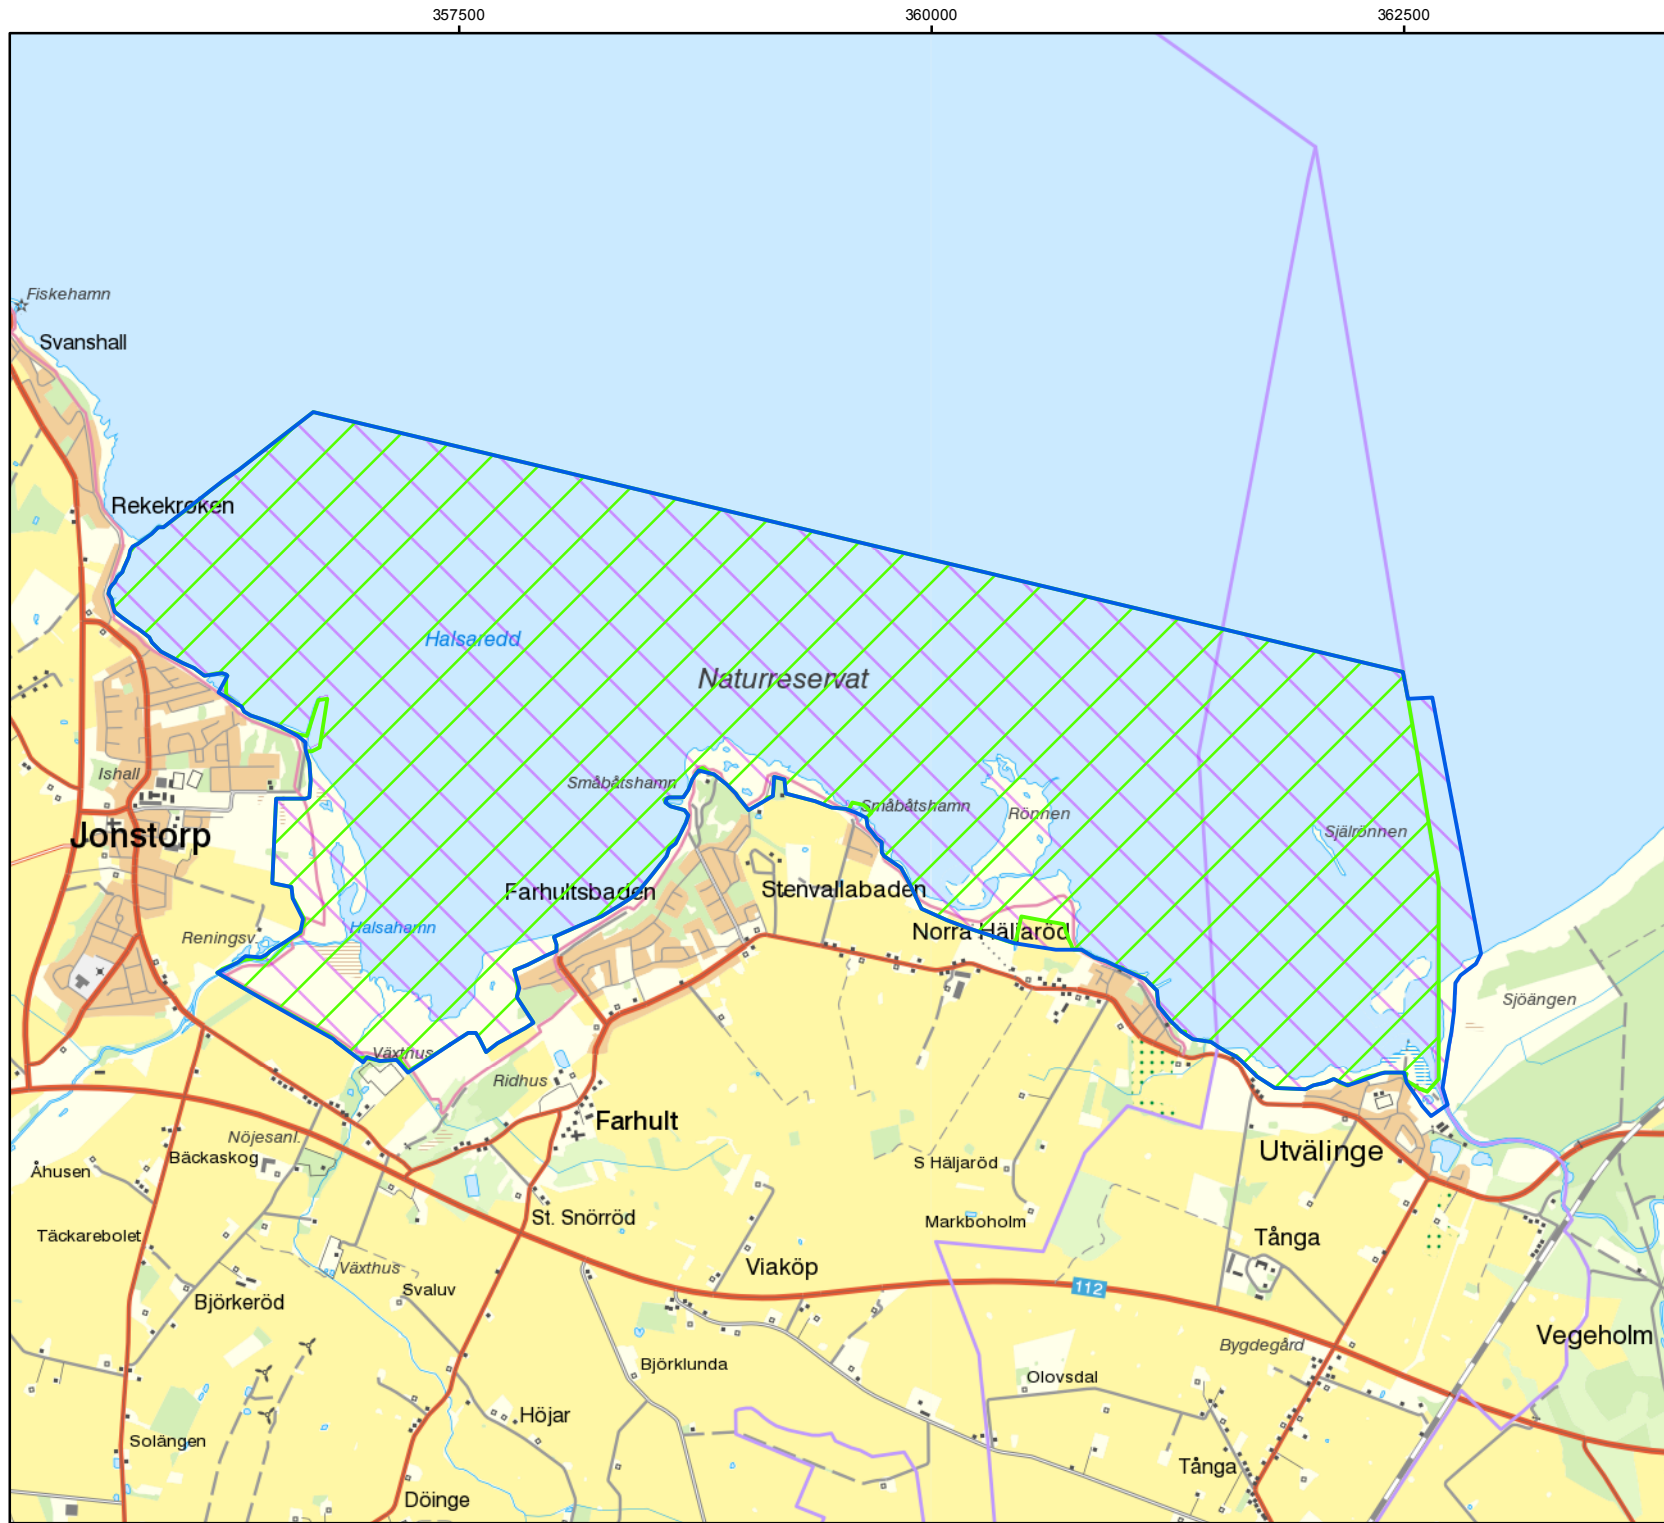 357500
360000
362500
Fiskehamn
Svanshall
Rekekroken
Halsaredd
Naturreservat
Ishall
Småbåtshamn
Småbåtshamn
Rönnen
Själrönnen
Jonstorp
Farhultsbaden
Stenvallabaden
Halsahamn
Reningsv.
Norra Häljaröd
Sjöängen
Växthus
Ridhus
Farhult
Nöjesanl.
Bäckaskog
Åhusen
S Häljaröd
Utvälinge
St. Snörröd
Markboholm
Täckarebolet
Tånga
Växthus
Viaköp
Svaluv
112
Björkeröd
Vegeholm
Bygdegård
Björklunda
Olovsdal
Höjar
Solängen
Tånga
Döinge